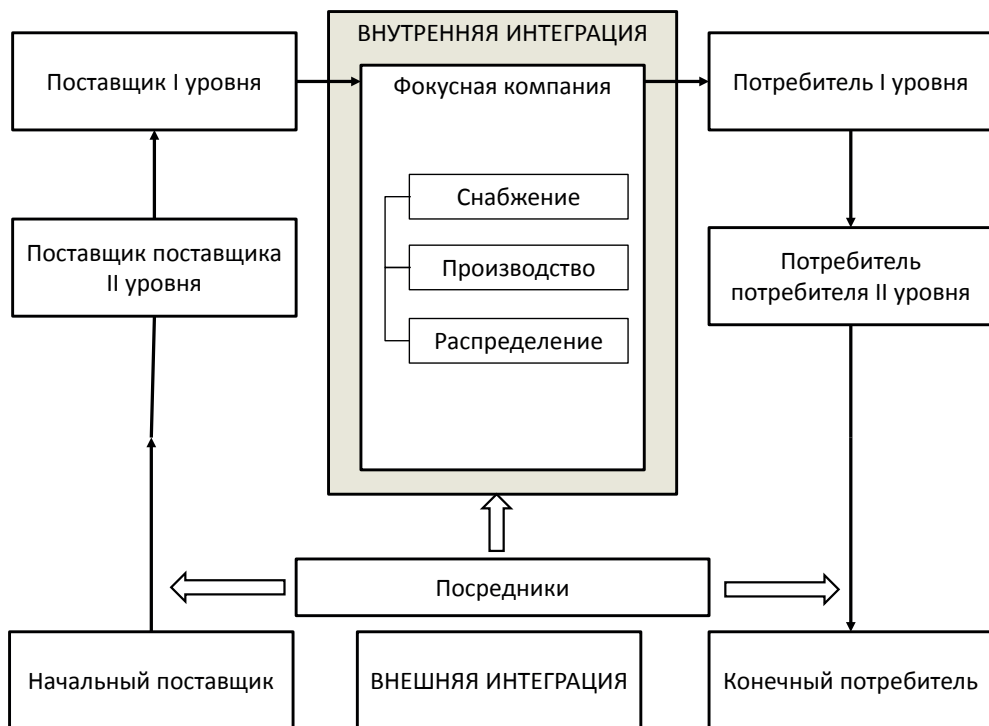 ВНУТРЕННЯЯ ИНТЕГРАЦИЯ
Поставщик I уровня
Фокусная компания
Потребитель I уровня
Снабжение
Поставщик поставщика
II уровня
Производство
Потребитель
потребителя II уровня
Распределение
Посредники
Начальный поставщик
ВНЕШНЯЯ ИНТЕГРАЦИЯ
Конечный потребитель